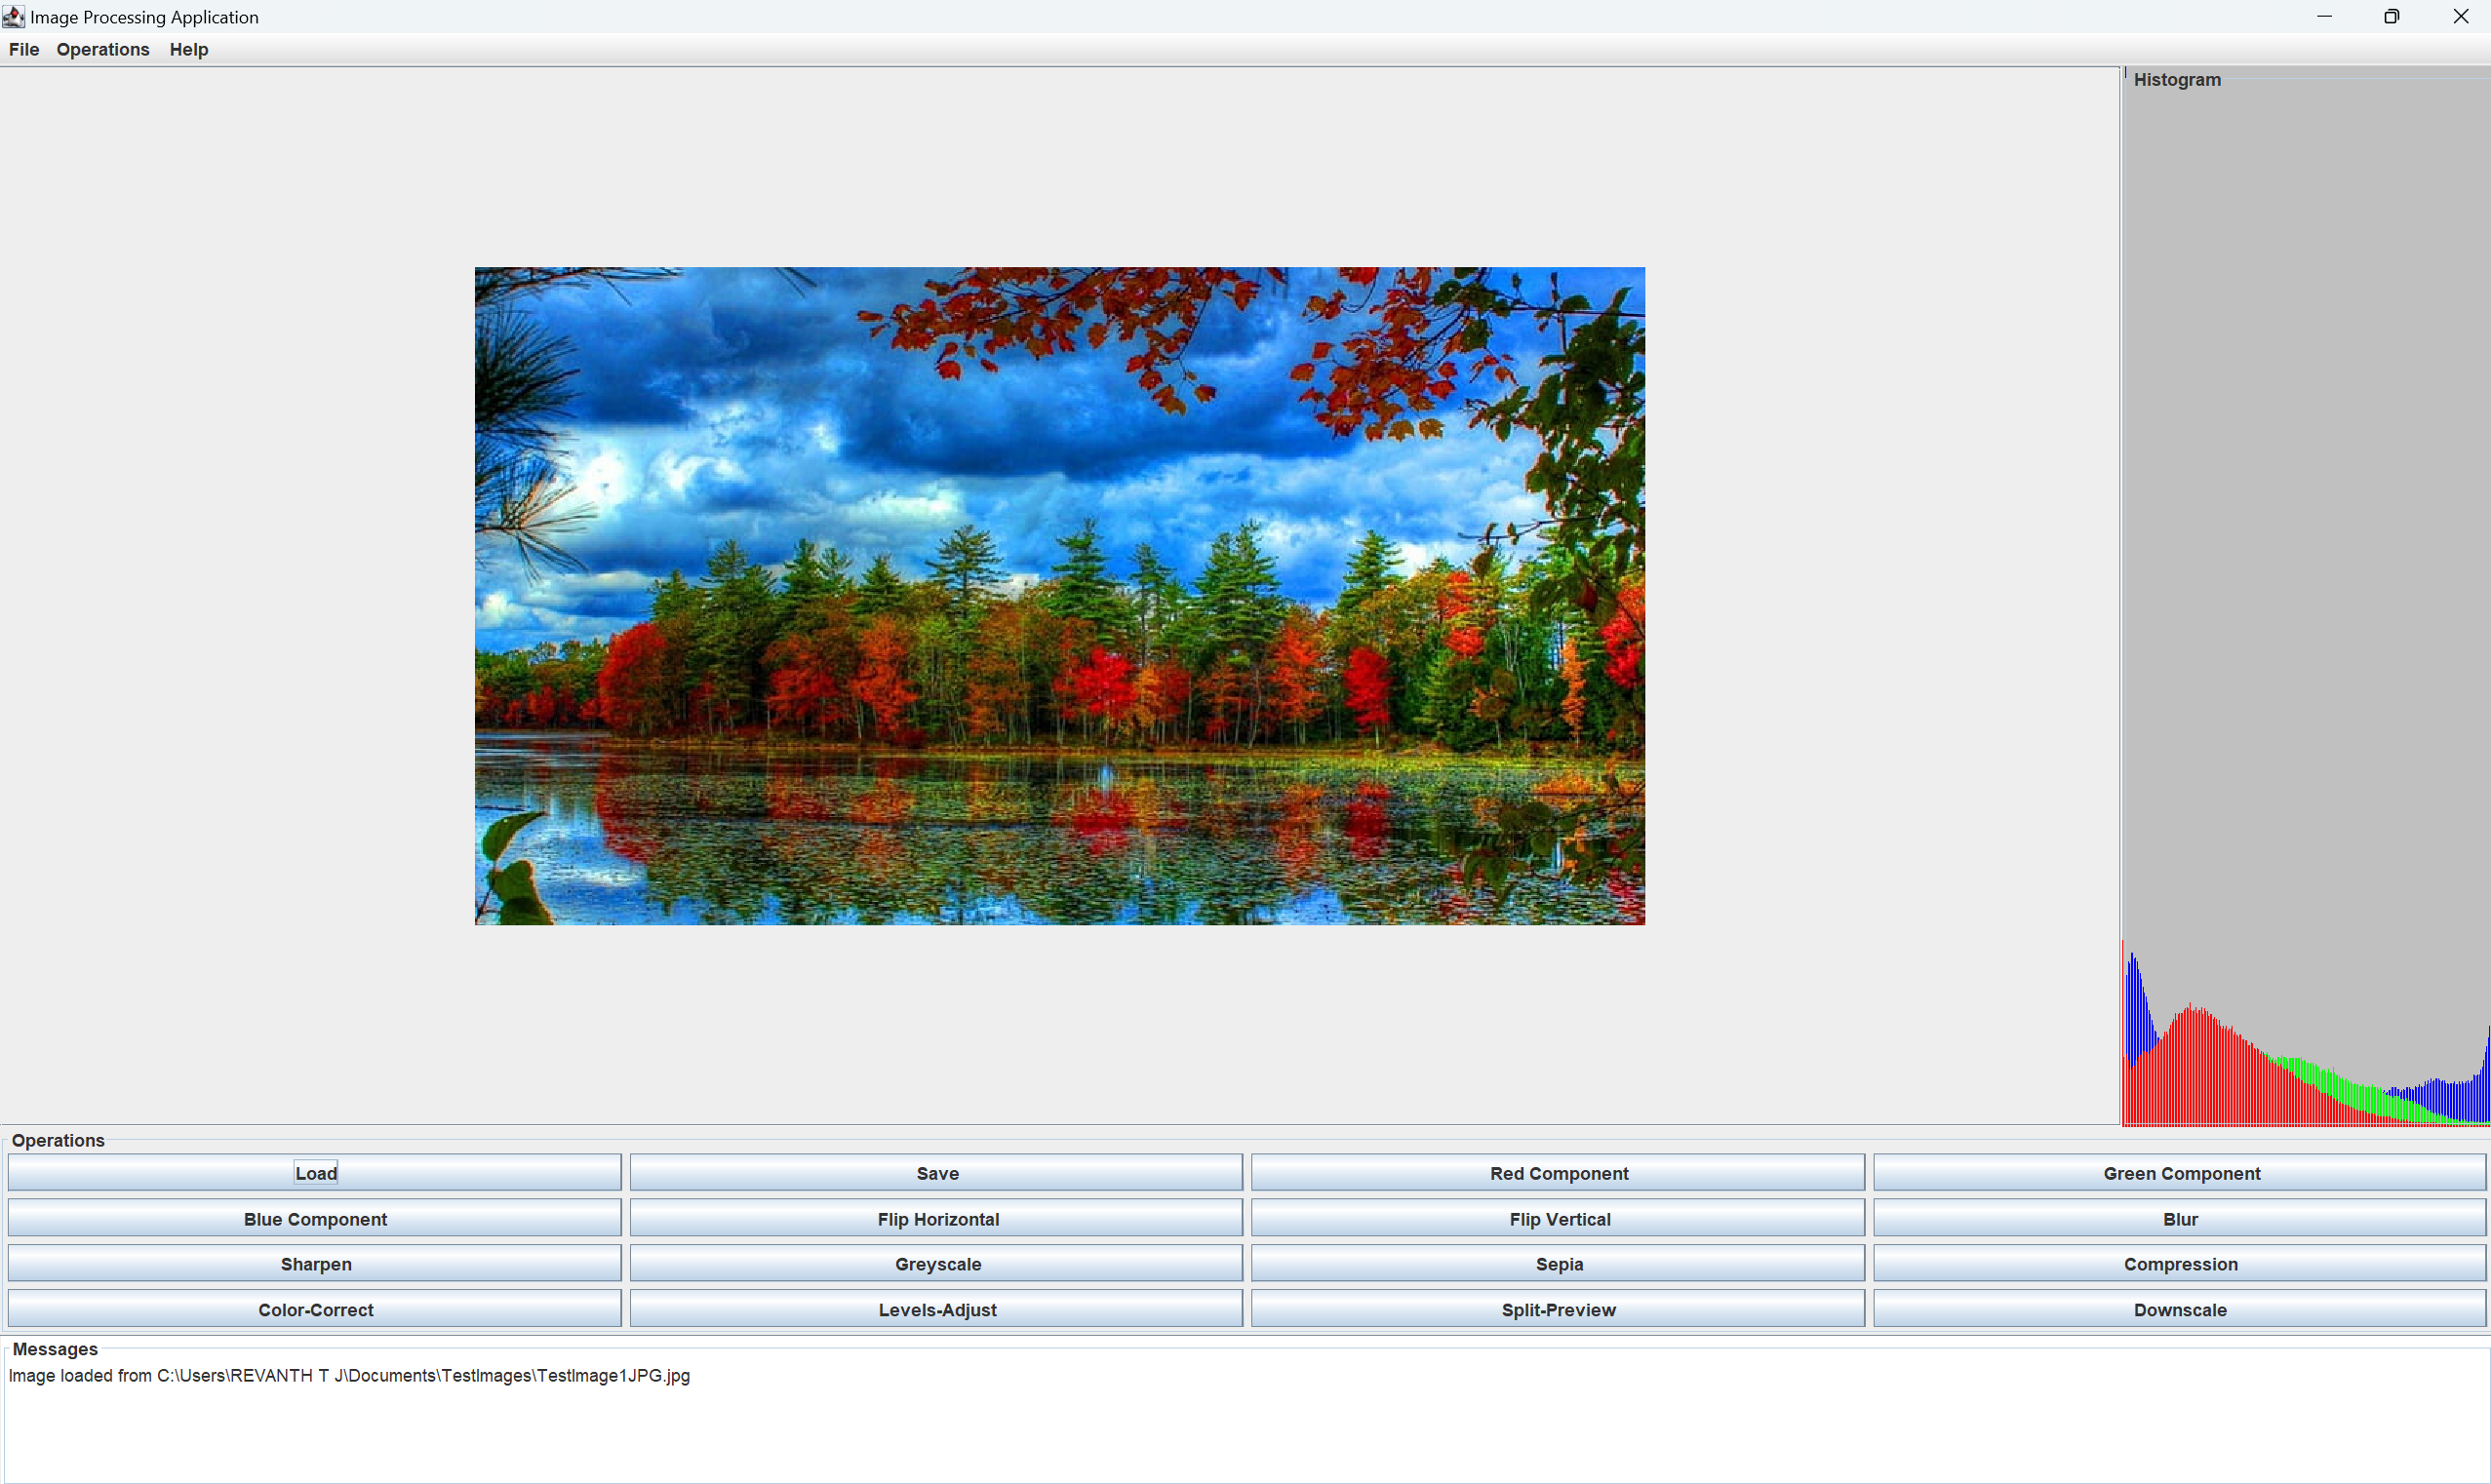 Image Processing Application
File Operations Help
Histogram
Operations
Load Save Red Component Green Component
Blue Component Flip Horizontal Flip Vertical Blur
Sharpen Greyscale Sepia Compression
Color-Correct Levels-Adjust Split-Preview Downscale
Messages
Image loaded from C:\Users\REVANTH T J\Documents\TestImages\TestImage1JPG.jpg